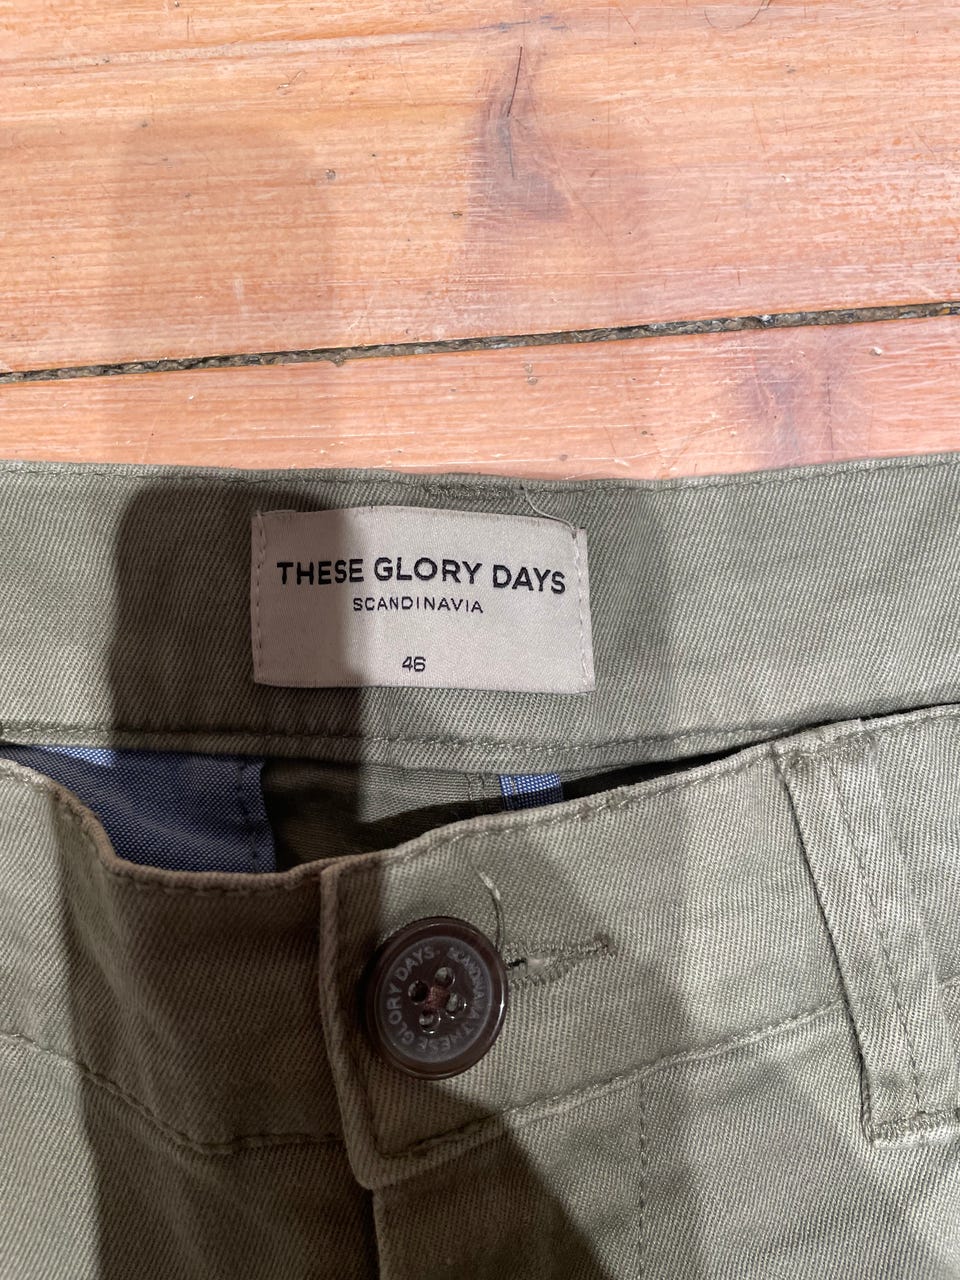 THESE GLORY DAYS
SCANDINAVIA
46
THESE GLORY DAYS. SCANDINAVIA